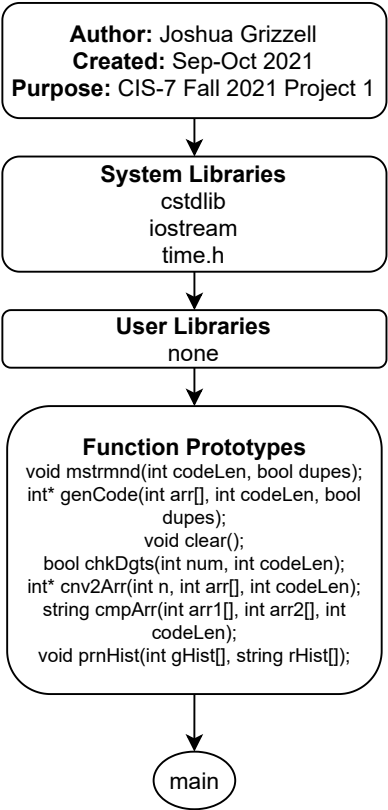 Author: Joshua Grizzell
Created: Sep-Oct 2021
Purpose: CIS-7 Fall 2021 Project 1
System Libraries
cstdlib
iostream
time.h
User Libraries
none
Function Prototypes
void mstrmnd(int codeLen, bool dupes);
int* genCode(int arr[], int codeLen, bool
dupes);
void clear();
bool chkDgts(int num, int codeLen);
int* cnv2Arr(int n, int arr[], int codeLen);
string cmpArr(int arr1[], int arr2[], int
codeLen);
void prnHist(int gHist[], string rHist[]);
main